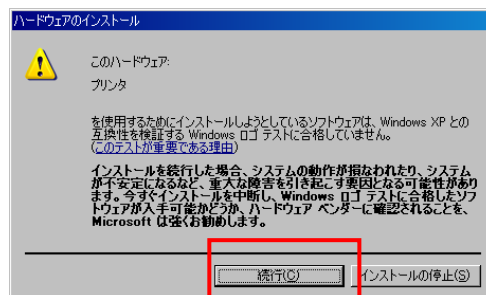 ハードウェアのインストール
このハードウェア:
プリンタ
を使用するためにインストールしようとしているソフトウェアは、Windows XP との
互換性を検証する Windows ロゴ テストに合格していません。
(このテストが重要である理由)
インストールを続行した場合、システムの動作が損なわれたり、システム
が不安定になるなど、重大な障害を引き起こす要因となる可能性があり
ます。今すぐインストールを中断し、Windows ロゴ テストに合格したソフ
トウェアが入手可能かどうか、ハードウェア ベンダーに確認されることを、
Microsoft は強くお勧めします。
続行(C)
インストールの停止(S)